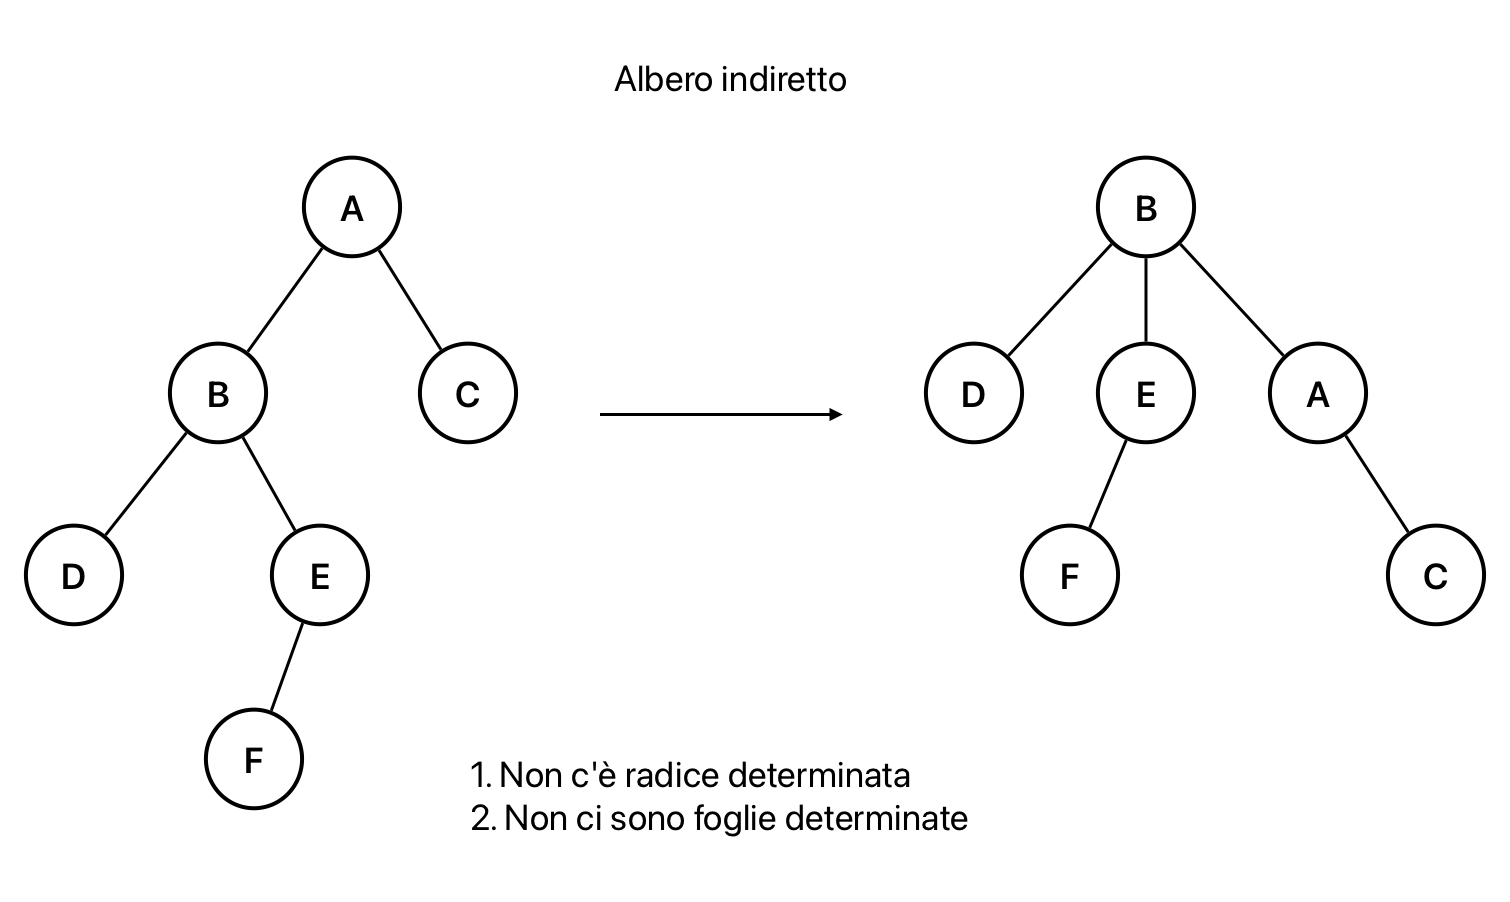 Albero indiretto
A
B
B
C
D
E
A
D
E
F
C
F
1. Non c'è radice determinata
2. Non ci sono foglie determinate